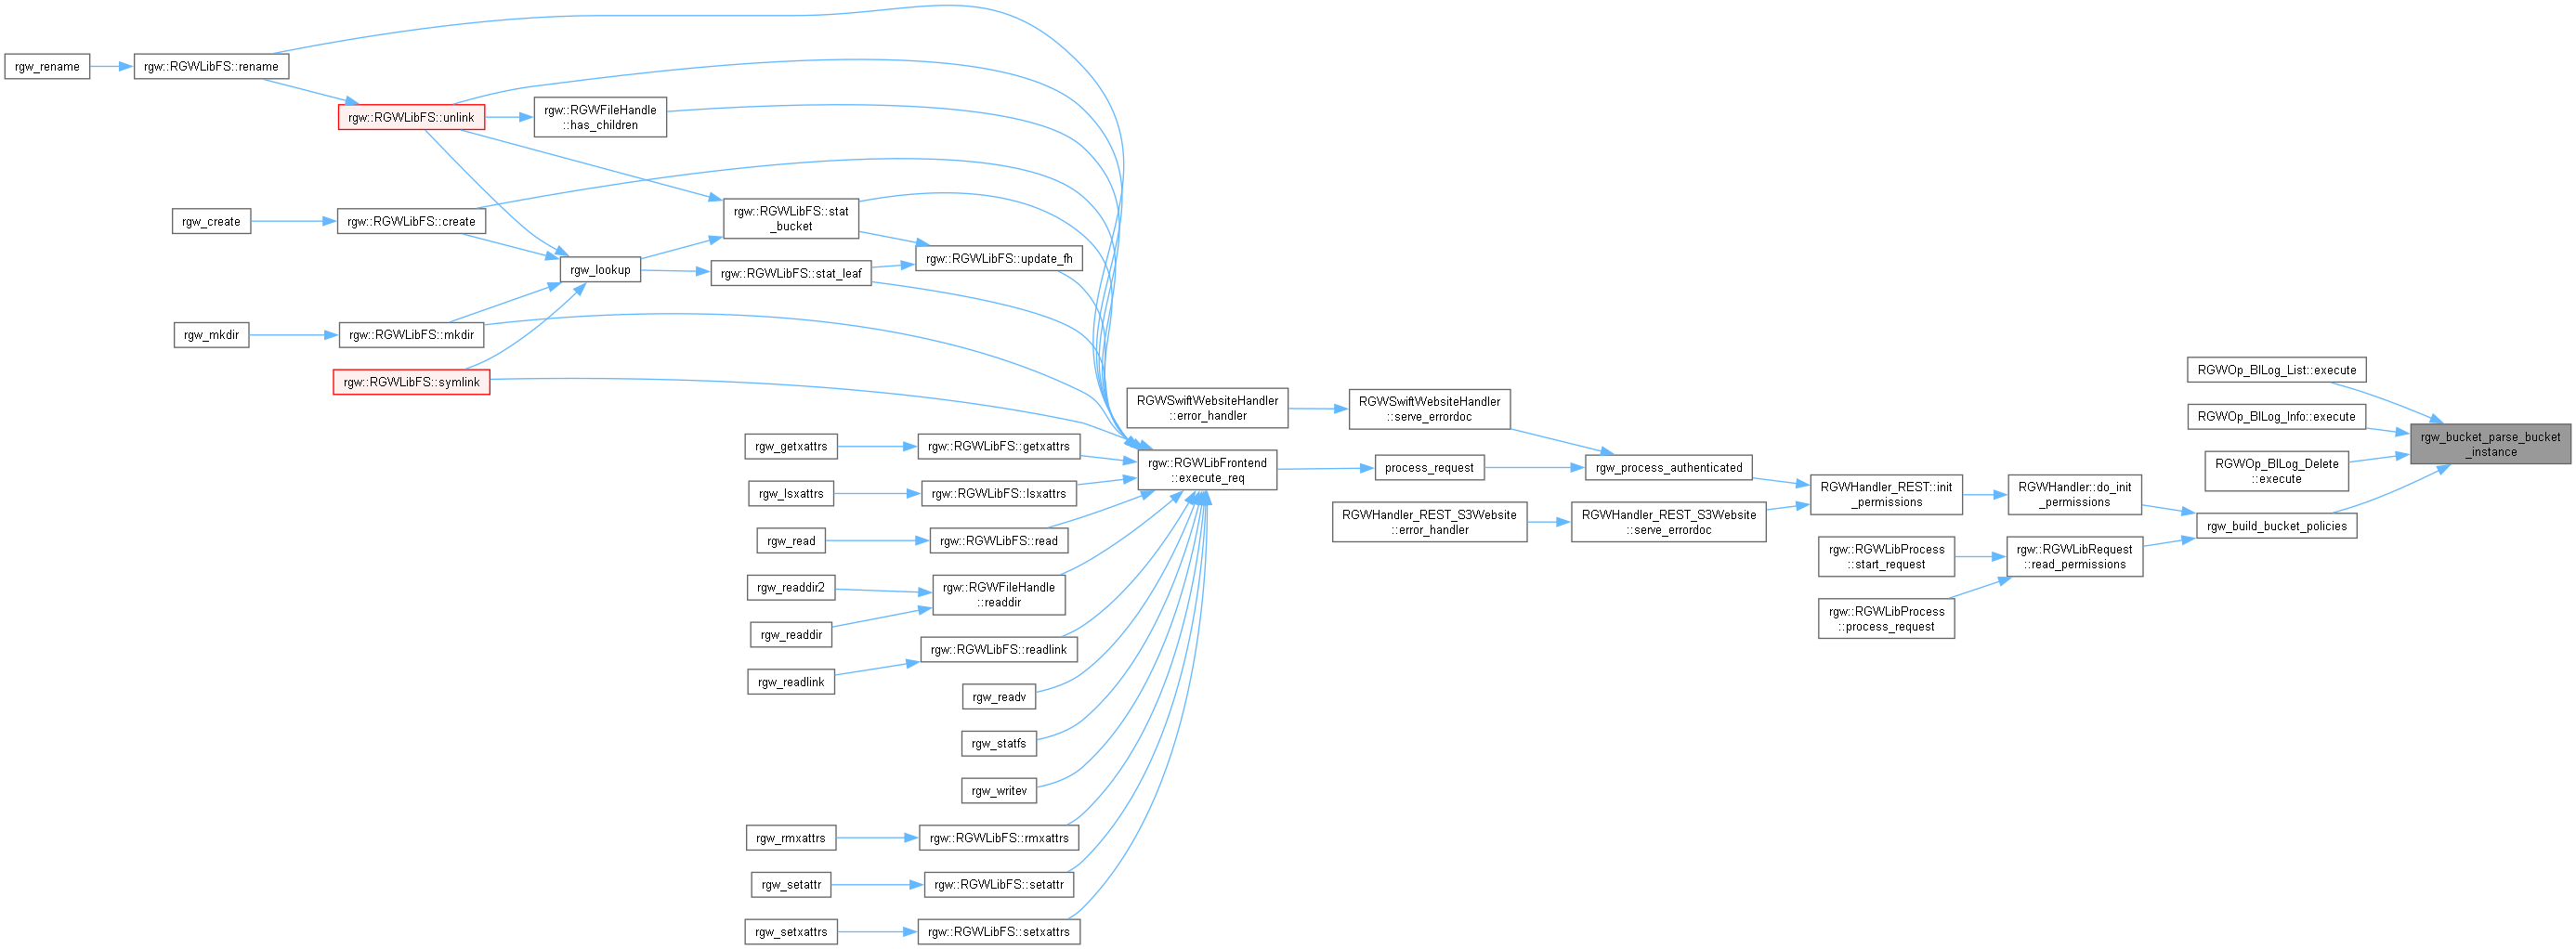 rgw_rename
rgw::RGWLibFS::rename
rgw::RGWLibFS::unlink
rgw::RGWFileHandle
::has_children
rgw_create
rgw::RGWLibFS::create
rgw::RGWLibFS::stat
_bucket
rgw::RGWLibFS::update_fh
rgw_lookup
rgw::RGWLibFS::stat_leaf
rgw_mkdir
rgw::RGWLibFS::mkdir
rgw::RGWLibFS::symlink
rgw_getxattrs
rgw::RGWLibFS::getxattrs
rgw_lsxattrs
rgw::RGWLibFS::lsxattrs
rgw_read
rgw::RGWLibFS::read
rgw_readdir2
rgw_readdir
rgw::RGWFileHandle
::readdir
rgw_readlink
rgw::RGWLibFS::readlink
rgw_readv
rgw_statfs
rgw_writev
rgw_rmxattrs
rgw::RGWLibFS::rmxattrs
rgw_setattr
rgw::RGWLibFS::setattr
rgw_setxattrs
rgw::RGWLibFS::setxattrs
RGWSwiftWebsiteHandler
::error_handler
RGWSwiftWebsiteHandler
::serve_errordoc
rgw::RGWLibFrontend
::execute_req
process_request
rgw_process_authenticated
RGWHandler_REST_S3Website
::error_handler
RGWHandler_REST_S3Website
::serve_errordoc
RGWHandler_REST::init
_permissions
RGWHandler::do_init
_permissions
rgw::RGWLibProcess
::start_request
rgw::RGWLibProcess
::process_request
rgw::RGWLibRequest
::read_permissions
rgw_build_bucket_policies
RGWOp_BILog_List::execute
RGWOp_BILog_Info::execute
RGWOp_BILog_Delete
::execute
rgw_bucket_parse_bucket
_instance